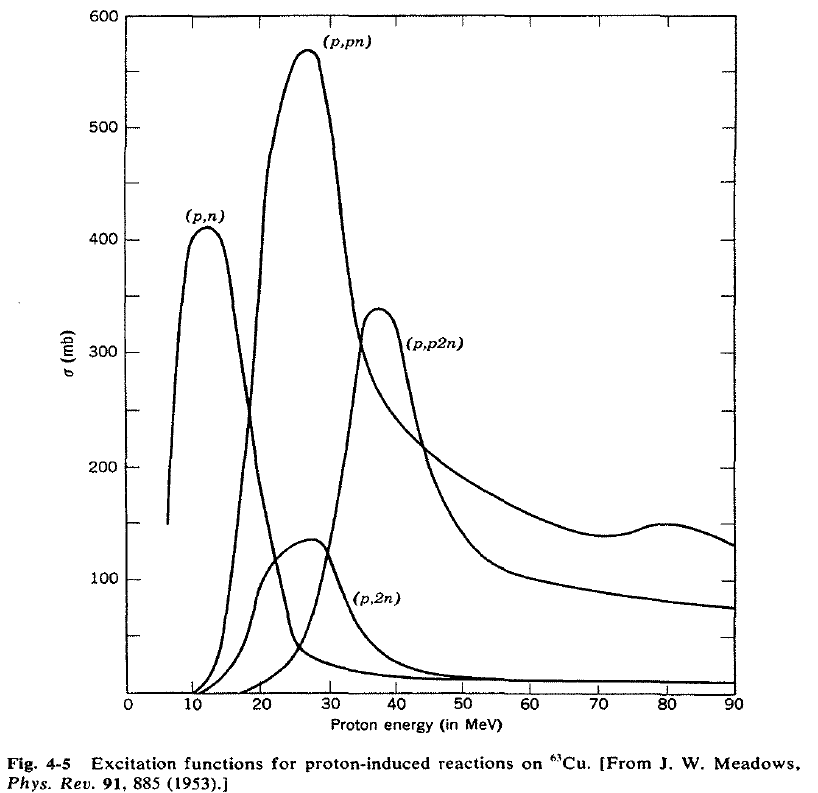 600
(p,pn)
500
(p,n)
400
σ (mb)
300
(p,p2n)
200
100
(p,2n)
0 10 20 30 40 50 60 70 80 90
Proton energy (in MeV)
Fig. 4-5 Excitation functions for proton-induced reactions on ⁶³Cu. [From J. W. Meadows,
Phys. Rev. 91, 885 (1953).]